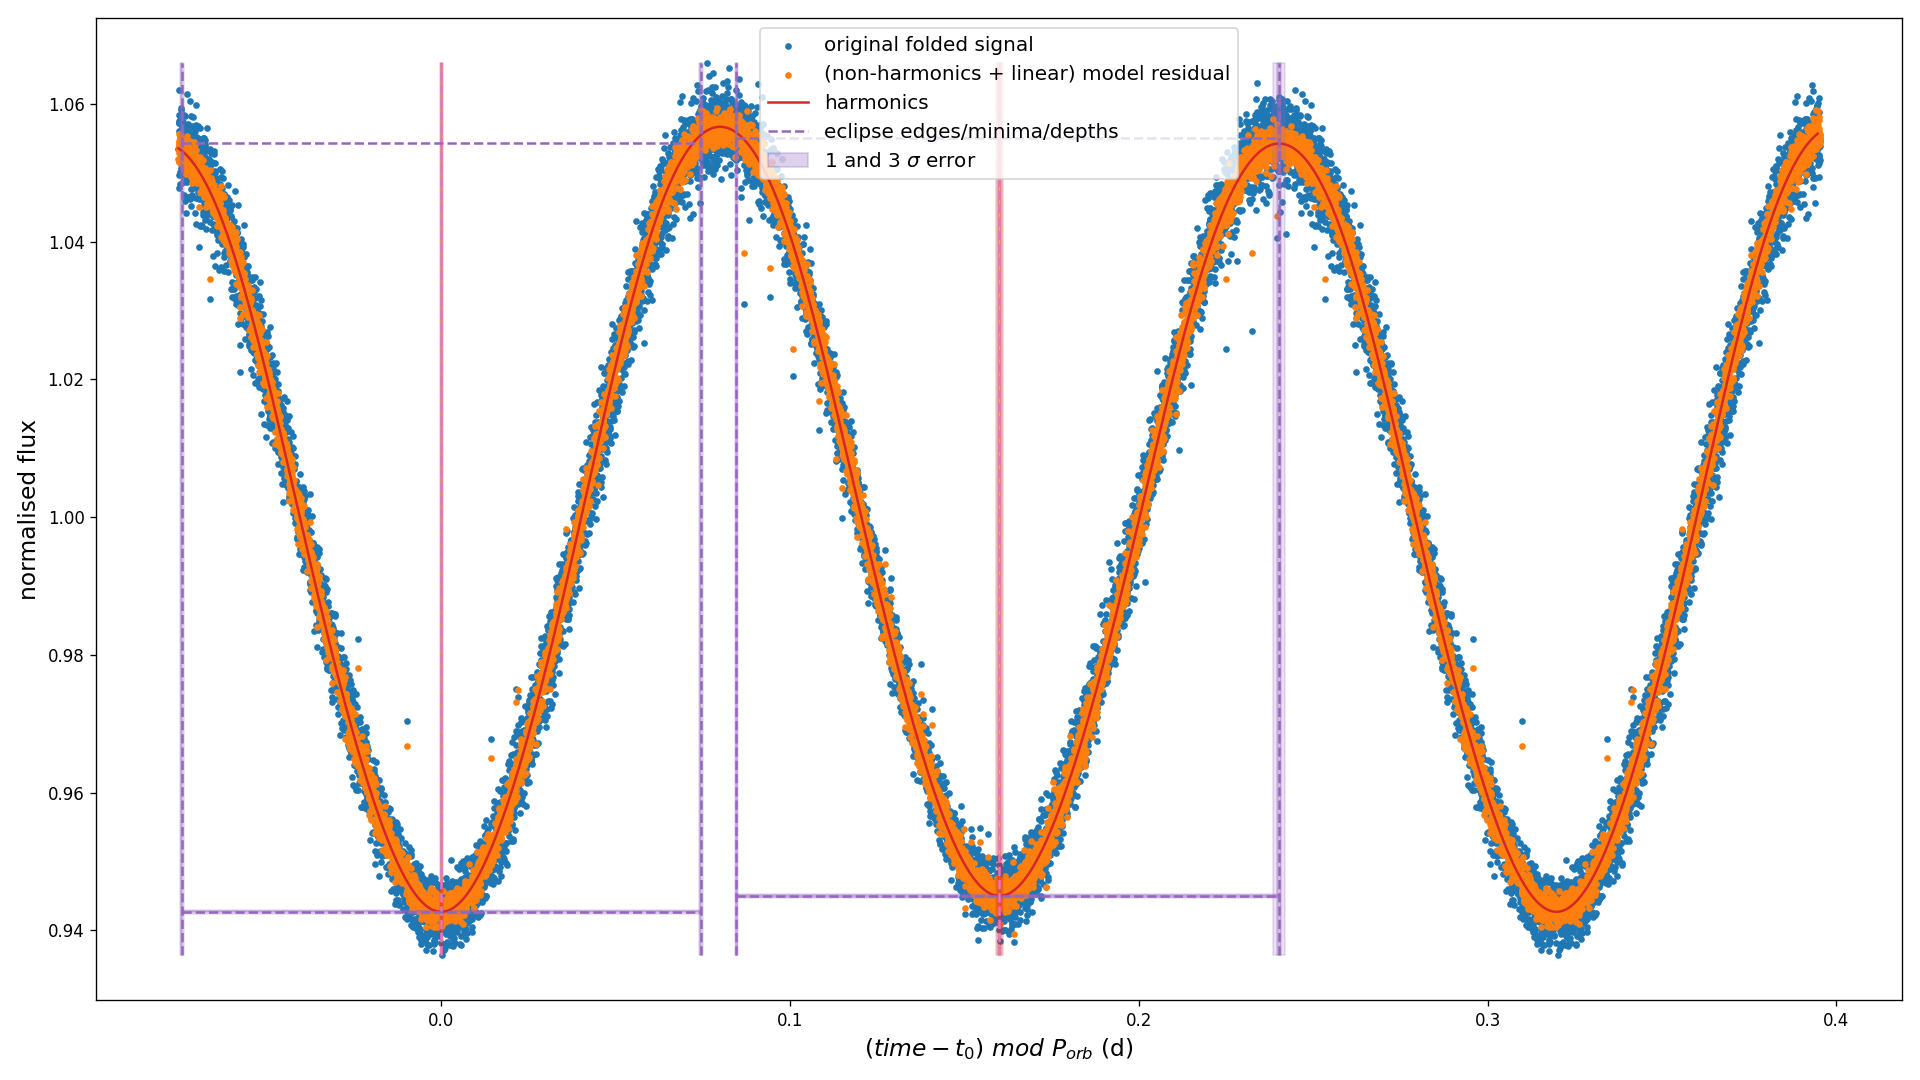 original folded signal
(non-harmonics + linear) model residual
harmonics
eclipse edges/minima/depths
1 and 3 σ error
1.06
1.04
1.02
1.00
0.98
0.96
0.94
normalised flux
0.0 0.1 0.2 0.3 0.4
(time − t₀) mod Pₒᵣb (d)